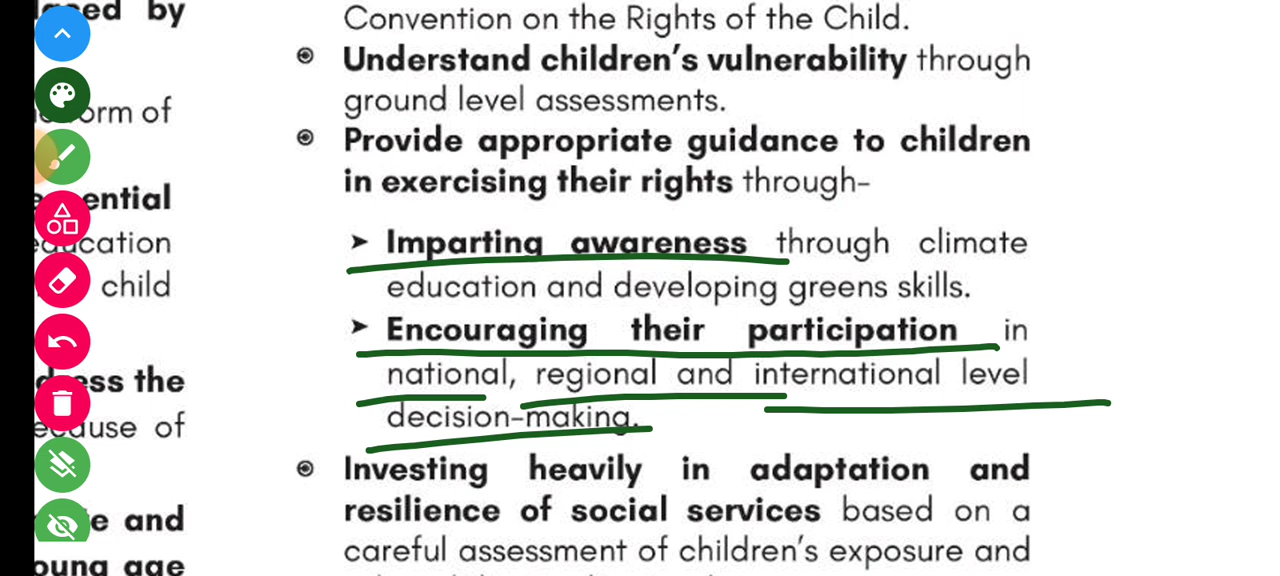 by
orm of
ential
education
child
ess the
ecause of
e and
oung age
Convention on the Rights of the Child.
Understand children's vulnerability through
ground level assessments.
Provide appropriate guidance to children
in exercising their rights through-
Imparting awareness through climate
education and developing greens skills.
Encouraging their participation in
national, regional and international level
decision-making.
Investing heavily in adaptation and
resilience of social services based on a
careful assessment of children's exposure and